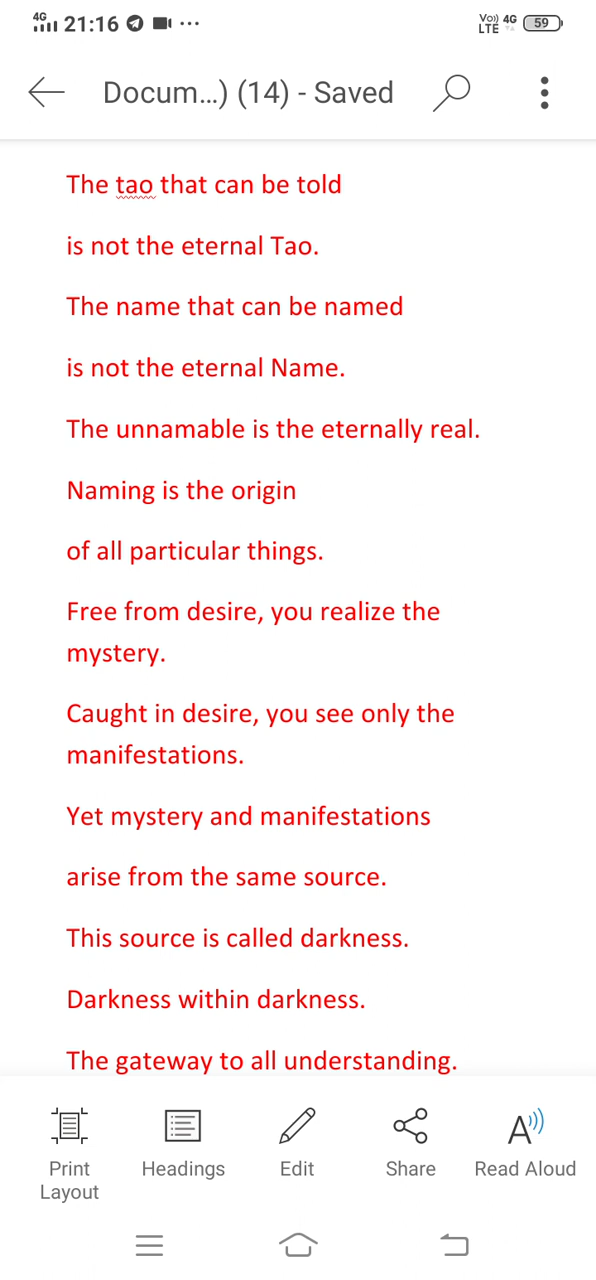 4G 21:16 ... Vo)) 4G LTE 59
Docum...) (14) - Saved
The tao that can be told
is not the eternal Tao.
The name that can be named
is not the eternal Name.
The unnamable is the eternally real.
Naming is the origin
of all particular things.
Free from desire, you realize the
mystery.
Caught in desire, you see only the
manifestations.
Yet mystery and manifestations
arise from the same source.
This source is called darkness.
Darkness within darkness.
The gateway to all understanding.
Print Headings Edit Share Read Aloud
Layout